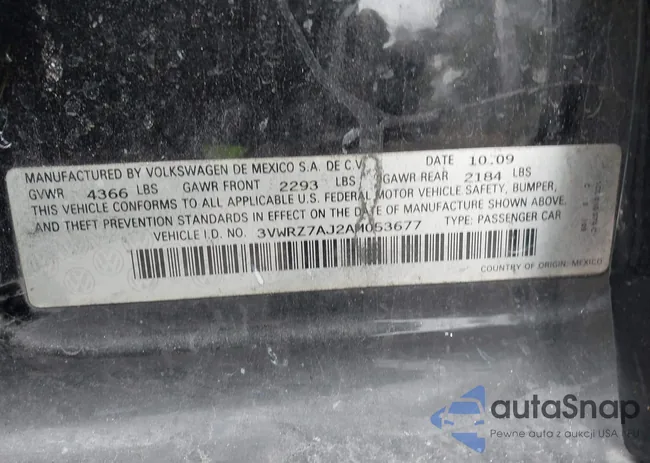 MANUFACTURED BY VOLKSWAGEN DE MEXICO S.A. DE C.V. DATE 10.09
GVWR 4366 LBS GAWR FRONT 2293 LBS GAWR REAR 2184 LBS
THIS VEHICLE CONFORMS TO ALL APPLICABLE U.S. FEDERAL MOTOR VEHICLE SAFETY, BUMPER,
AND THEFT PREVENTION STANDARDS IN EFFECT ON THE DATE OF MANUFACTURE SHOWN ABOVE.
VEHICLE I.D. NO. 3VWRZ7AJ2AM053677 TYPE: PASSENGER CAR
COUNTRY OF ORIGIN: MEXICO
autaSnap
Pewne auta z aukcji USA i EU